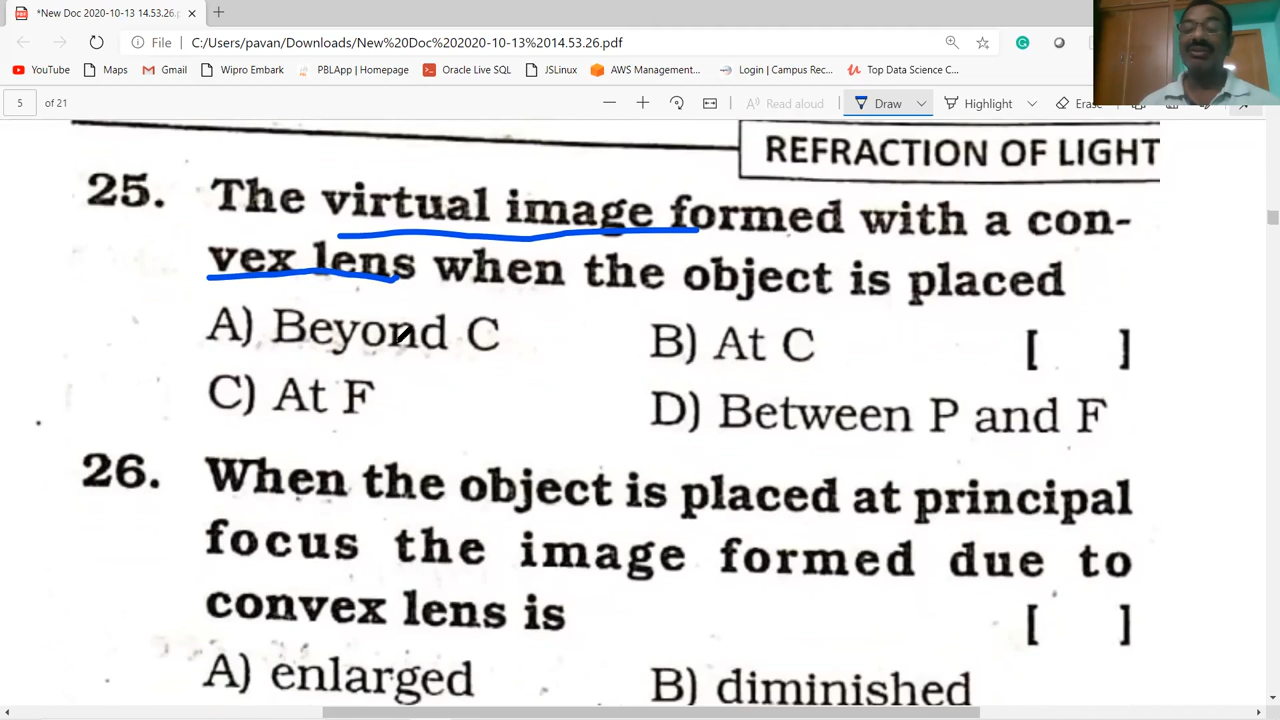 *New Doc 2020-10-13 14.53.26.p
File C:/Users/pavan/Downloads/New%20Doc%202020-10-13%2014.53.26.pdf
YouTube Maps Gmail Wipro Embark PBLApp | Homepage Oracle Live SQL JSLinux AWS Management... Login | Campus Rec... Top Data Science C...
5 of 21 Read aloud Draw Highlight Erase
REFRACTION OF LIGHT
25. The virtual image formed with a con-
vex lens when the object is placed
A) Beyond C B) At C [ ]
C) At F D) Between P and F
26. When the object is placed at principal
focus the image formed due to
convex lens is [ ]
A) enlarged B) diminished